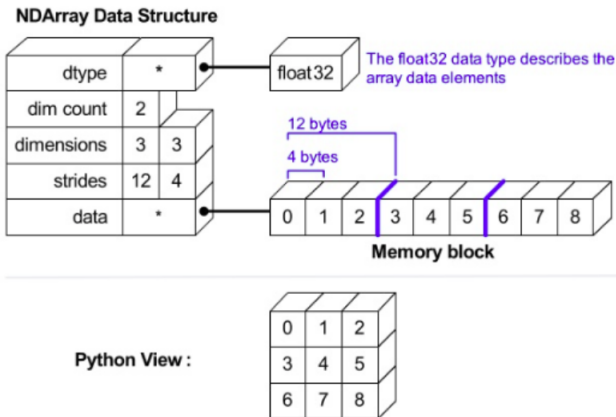 NDArray Data Structure
dtype *
float32
The float32 data type describes the
array data elements
dim count 2
dimensions 3 3
strides 12 4
data *
12 bytes
4 bytes
0 1 2 3 4 5 6 7 8
Memory block
Python View :
0 1 2
3 4 5
6 7 8